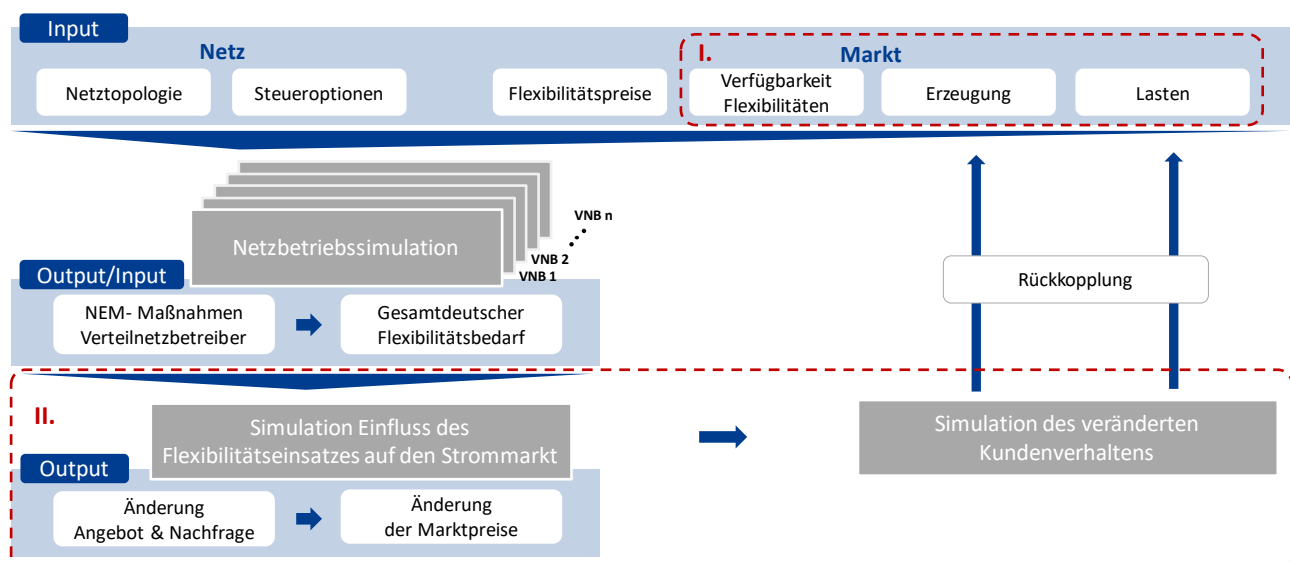 Input
Netz
I.
Markt
Netztopologie
Steueroptionen
Flexibilitätspreise
Verfügbarkeit
Flexibilitäten
Erzeugung
Lasten
Netzbetriebssimulation
VNB n
VNB 2
VNB 1
Output/Input
NEM- Maßnahmen
Verteilnetzbetreiber
Gesamtdeutscher
Flexibilitätsbedarf
Rückkopplung
II.
Simulation Einfluss des
Flexibilitätseinsatzes auf den Strommarkt
Simulation des veränderten
Kundenverhaltens
Output
Änderung
Angebot & Nachfrage
Änderung
der Marktpreise